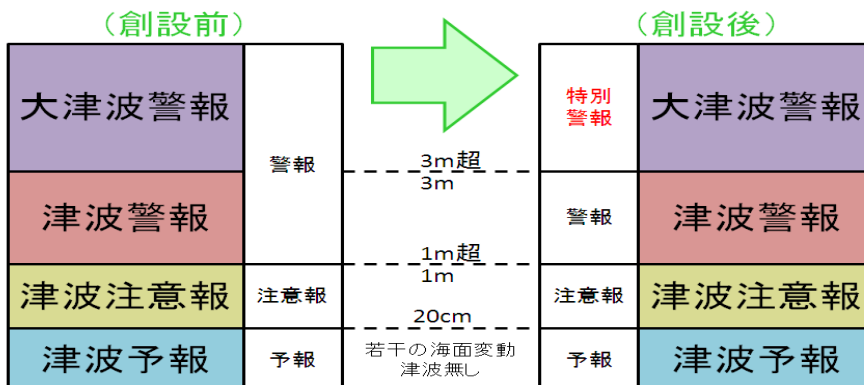 （創設前）
（創設後）
大津波警報
津波警報
津波注意報
津波予報
警報
注意報
予報
3m超
3m
1m超
1m
20cm
若干の海面変動
津波無し
特別
警報
警報
注意報
予報
大津波警報
津波警報
津波注意報
津波予報